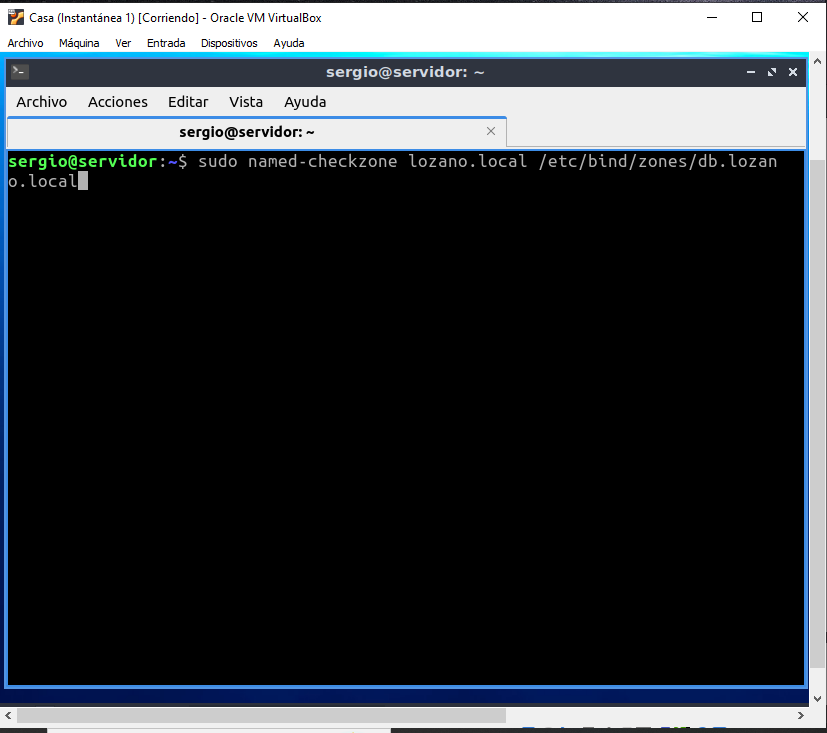 Casa (Instantánea 1) [Corriendo] - Oracle VM VirtualBox
Archivo Máquina Ver Entrada Dispositivos Ayuda
sergio@servidor: ~
Archivo Acciones Editar Vista Ayuda
sergio@servidor: ~
sergio@servidor:~$ sudo named-checkzone lozano.local /etc/bind/zones/db.lozan
o.local